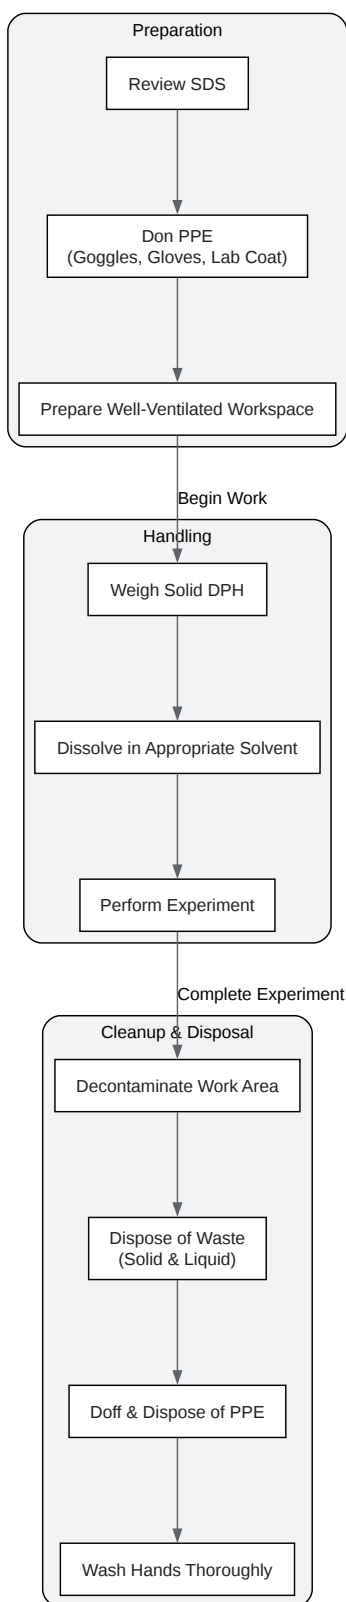 Preparation
Review SDS
Don PPE
(Goggles, Gloves, Lab Coat)
Prepare Well-Ventilated Workspace
Begin Work
Handling
Weigh Solid DPH
Dissolve in Appropriate Solvent
Perform Experiment
Complete Experiment
Cleanup & Disposal
Decontaminate Work Area
Dispose of Waste
(Solid & Liquid)
Doff & Dispose of PPE
Wash Hands Thoroughly